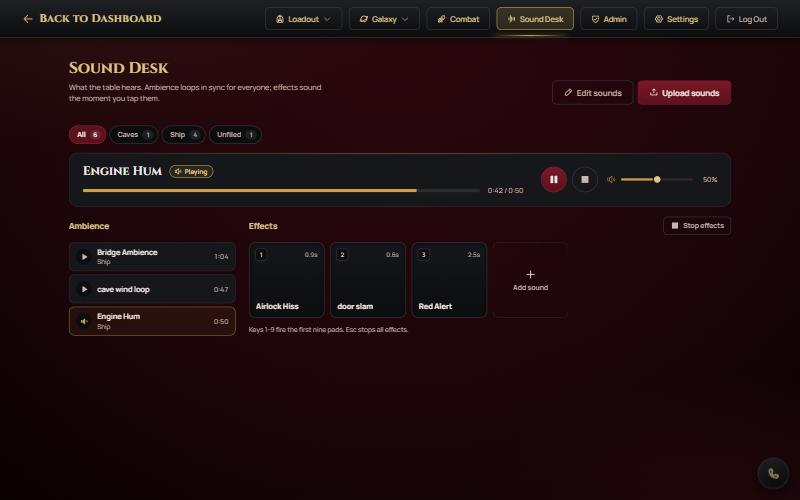 Back to Dashboard
Loadout
Galaxy
Combat
Sound Desk
Admin
Settings
Log Out
Sound Desk
What the table hears. Ambience loops in sync for everyone; effects sound
the moment you tap them.
Edit sounds
Upload sounds
All 6
Caves 1
Ship 4
Unfiled 1
Engine Hum
Playing
0:42 / 0:50
50%
Ambience
Effects
Stop effects
Bridge Ambience
Ship
1:04
cave wind loop
0:47
Engine Hum
Ship
0:50
1 0.9s
Airlock Hiss
2 0.6s
door slam
3 2.5s
Red Alert
Add sound
Keys 1–9 fire the first nine pads. Esc stops all effects.